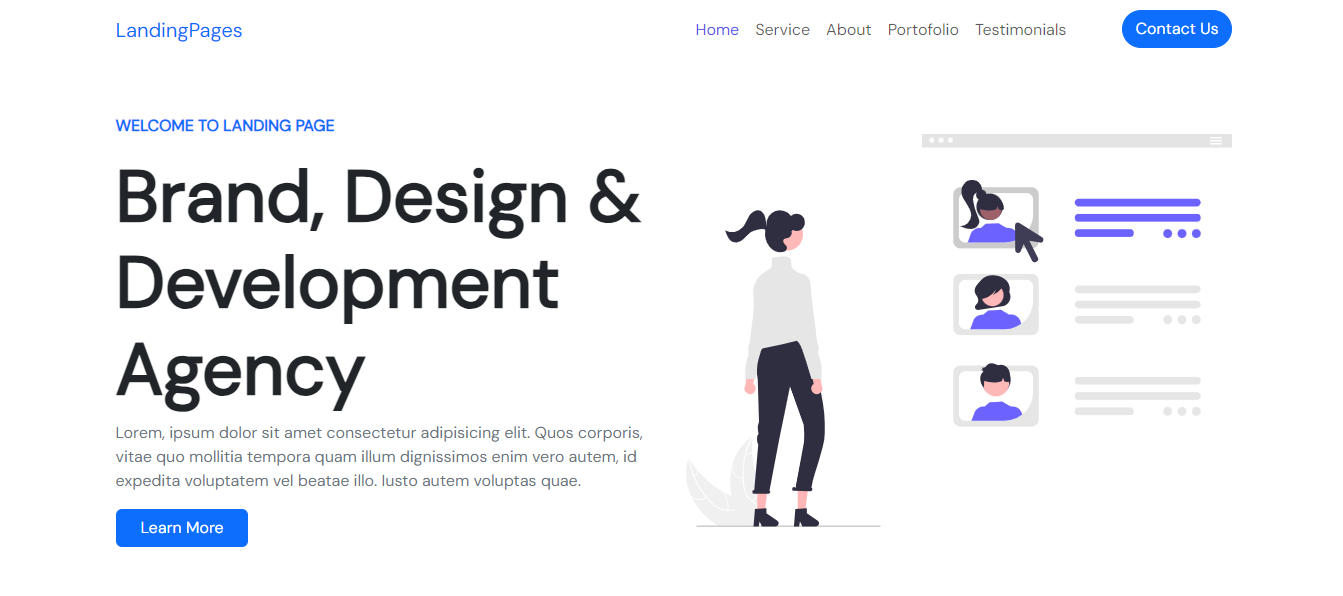 LandingPages
Home Service About Portofolio Testimonials Contact Us
WELCOME TO LANDING PAGE
Brand, Design &
Development
Agency
Lorem, ipsum dolor sit amet consectetur adipisicing elit. Quos corporis,
vitae quo mollitia tempora quam illum dignissimos enim vero autem, id
expedita voluptatem vel beatae illo. Iusto autem voluptas quae.
Learn More